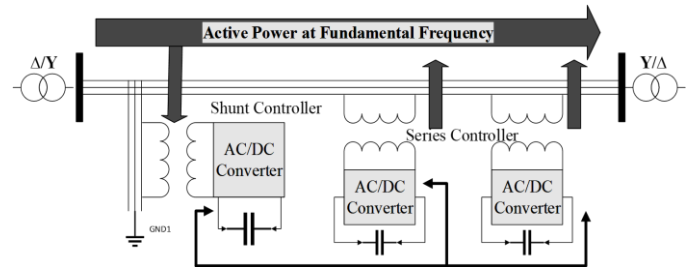 Active Power at Fundamental Frequency
Δ/Y
Y/Δ
Shunt Controller
Series Controller
AC/DC
Converter
AC/DC
Converter
AC/DC
Converter
GND1